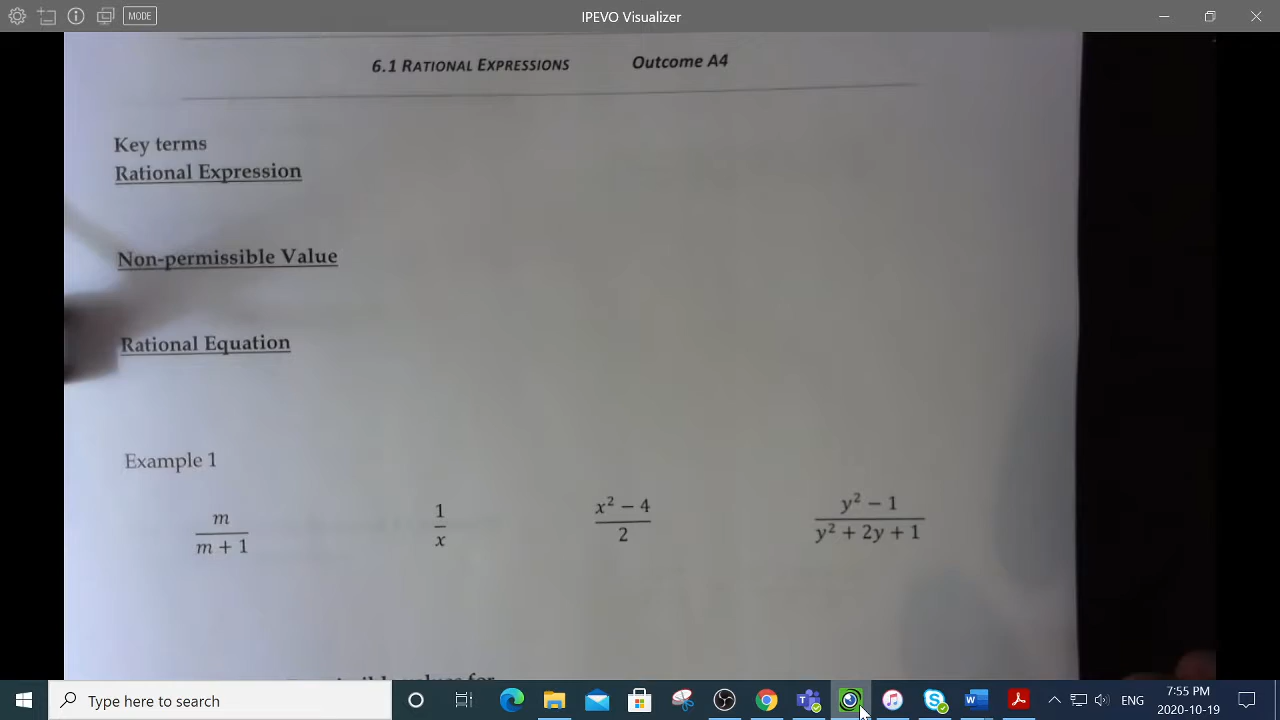 MODE
IPEVO Visualizer
6.1 RATIONAL EXPRESSIONS Outcome A4
Key terms
Rational Expression
Non-permissible Value
Rational Equation
Example 1
m
m + 1
1
x
x² − 4
2
y² − 1
y² + 2y + 1
values for
Type here to search
ENG
7:55 PM
2020-10-19